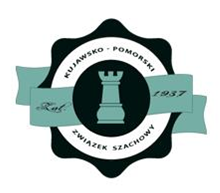 KUJAWSKO - POMORSKI
Zał. 1937
ZWIĄZEK SZACHOWY